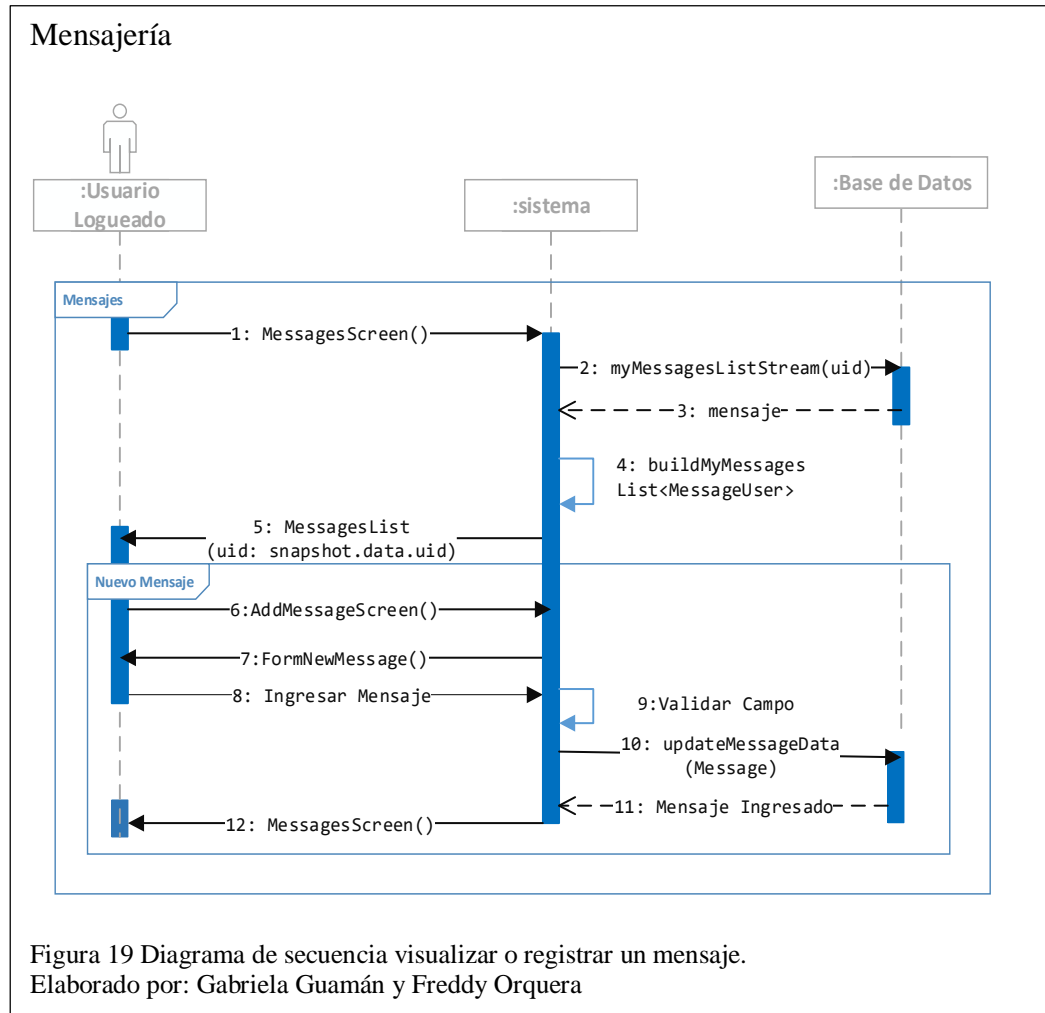 Mensajería
:Usuario
Logueado
:sistema
:Base de Datos
Mensajes
1: MessagesScreen()
2: myMessagesListStream(uid)
3: mensaje
4: buildMyMessages
List<MessageUser>
5: MessagesList
(uid: snapshot.data.uid)
Nuevo Mensaje
6:AddMessageScreen()
7:FormNewMessage()
8: Ingresar Mensaje
9:Validar Campo
10: updateMessageData
(Message)
11: Mensaje Ingresado
12: MessagesScreen()
Figura 19 Diagrama de secuencia visualizar o registrar un mensaje.
Elaborado por: Gabriela Guamán y Freddy Orquera